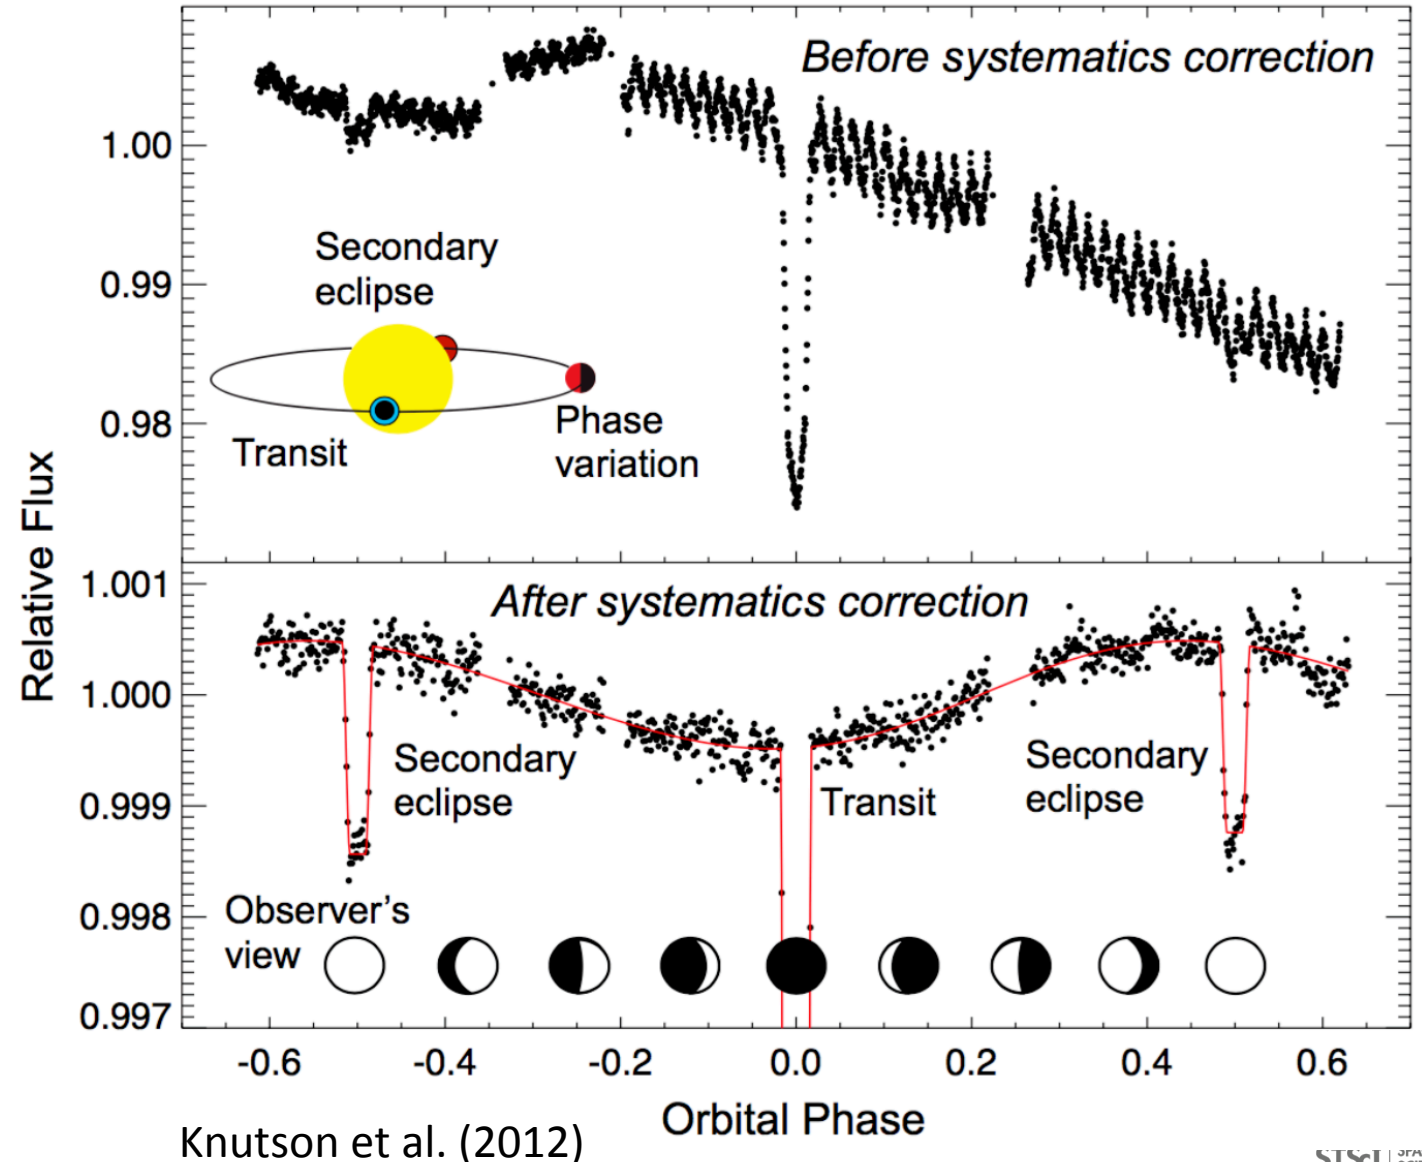 Before systematics correction
1.00
0.99
0.98
Secondary
eclipse
Transit
Phase
variation
Relative Flux
After systematics correction
1.001
1.000
0.999
0.998
0.997
Secondary
eclipse
Transit
Secondary
eclipse
Observer's
view
-0.6 -0.4 -0.2 0.0 0.2 0.4 0.6
Orbital Phase
Knutson et al. (2012)